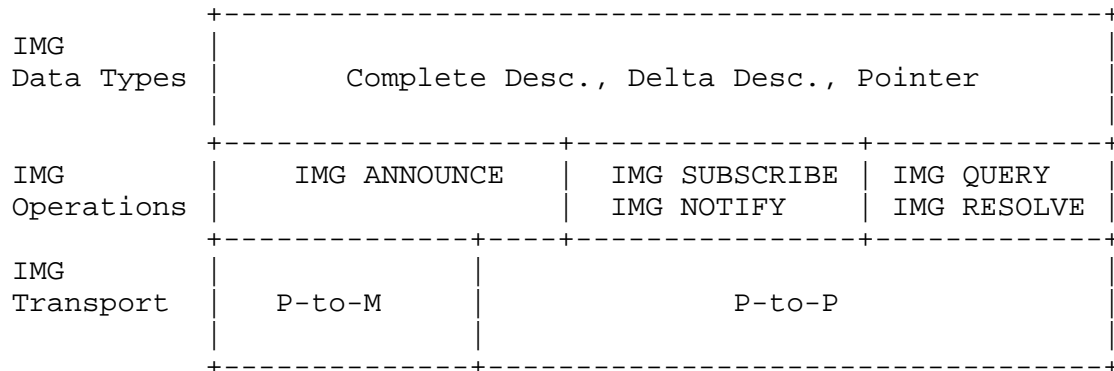 IMG
Data Types Complete Desc., Delta Desc., Pointer
IMG IMG ANNOUNCE IMG SUBSCRIBE IMG QUERY
Operations IMG NOTIFY IMG RESOLVE
IMG
Transport P-to-M P-to-P